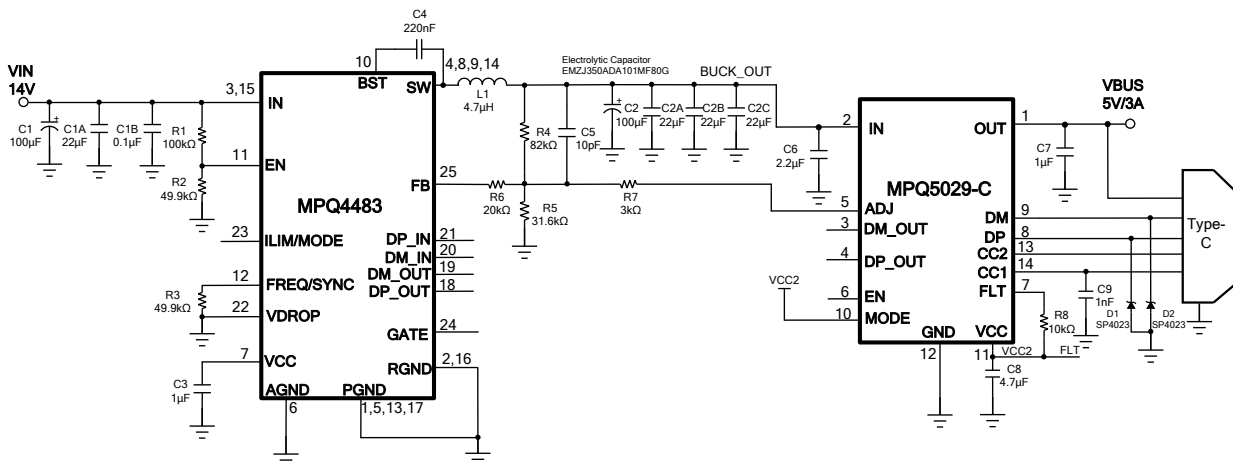 C4
220nF
VIN
14V
3,15
C1
100µF
C1A
22µF
C1B
0.1µF
R1
100kΩ
11
R2
49.9kΩ
23
12
R3
49.9kΩ
22
7
C3
1µF
10
BST
IN
EN
ILIM/MODE
FREQ/SYNC
VDROP
VCC
AGND
6
PGND
1,5,13,17
MPQ4483
SW
4,8,9,14
FB
25
DP_IN
21
DM_IN
20
DM_OUT
19
DP_OUT
18
GATE
24
RGND
2,16
L1
4.7µH
R6
20kΩ
R4
82kΩ
R5
31.6kΩ
C5
10pF
Electrolytic Capacitor
EMZJ350ADA101MF80G
C2
100µF
C2A
22µF
C2B
22µF
C2C
22µF
BUCK_OUT
R7
3kΩ
C6
2.2µF
VCC2
2
IN
5
ADJ
3
DM_OUT
4
DP_OUT
6
EN
10
MODE
MPQ5029-C
GND
12
VCC
11
OUT
1
DM
9
DP
8
CC2
13
CC1
14
FLT
7
VBUS
5V/3A
C7
1µF
Type-
C
C9
1nF
R8
10kΩ
D1
SP4023
D2
SP4023
VCC2
FLT
C8
4.7µF